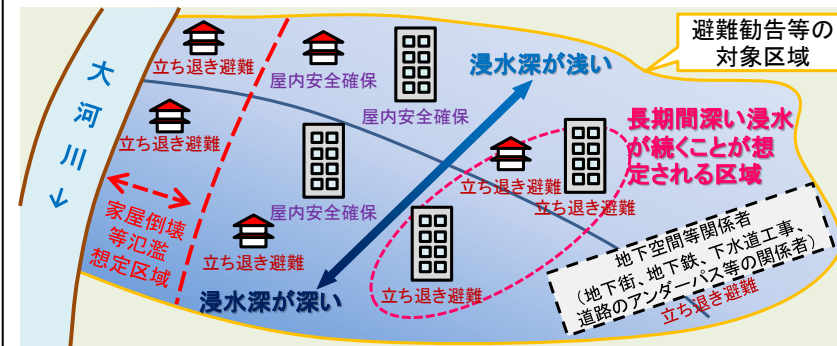 避難勧告等の
対象区域
大河川
↓
立ち退き避難
立ち退き避難
屋内安全確保
屋内安全確保
浸水深が浅い
長期間深い浸水
が続くことが想
定される区域
屋内安全確保
立ち退き避難
立ち退き避難
家屋倒壊
等氾濫
想定区域
立ち退き避難
立ち退き避難
浸水深が深い
地下空間等関係者
（地下街、地下鉄、下水道工事、
道路のアンダーパス等の関係者）
立ち退き避難